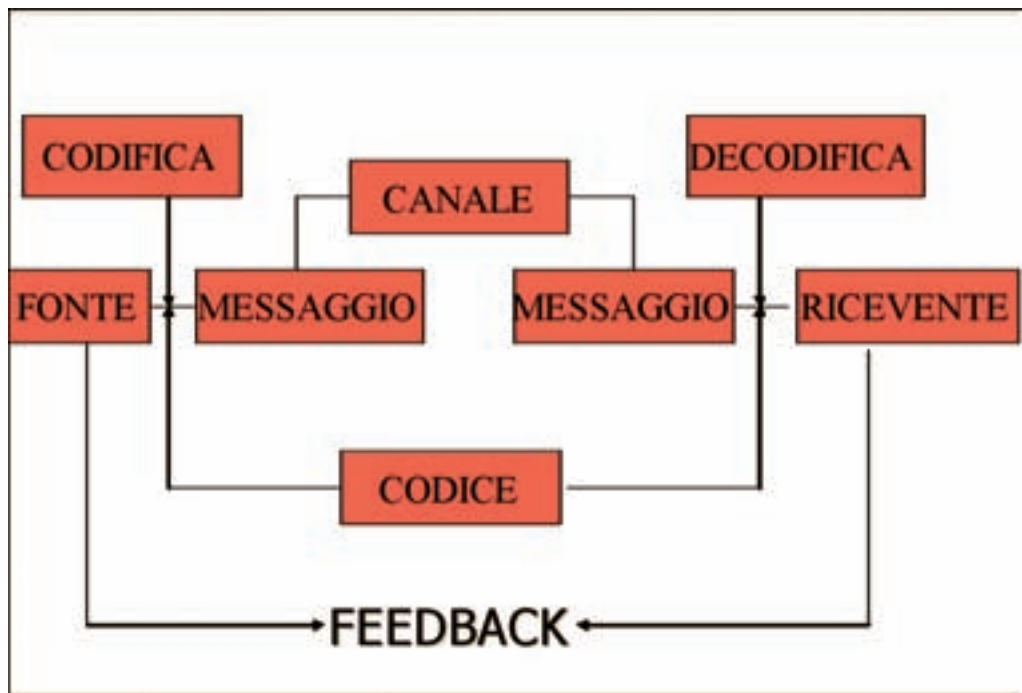 CODIFICA
DECODIFICA
CANALE
FONTE
MESSAGGIO
MESSAGGIO
RICEVENTE
CODICE
FEEDBACK